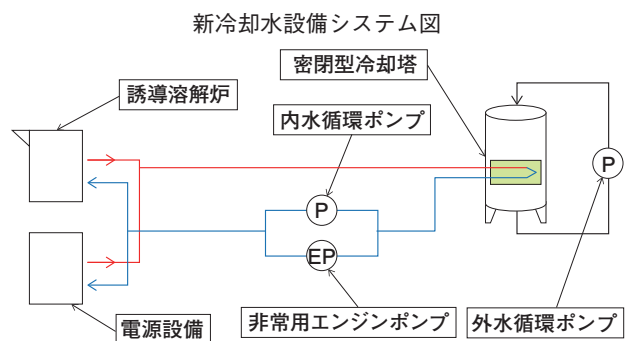 新冷却水設備システム図
密閉型冷却塔
誘導溶解炉
内水循環ポンプ
P
P
EP
電源設備
非常用エンジンポンプ
外水循環ポンプ